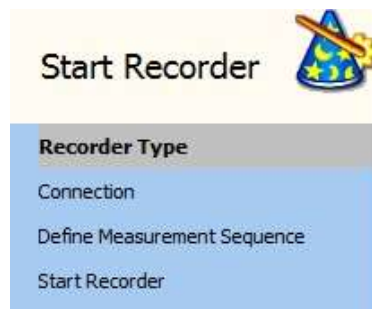 Start Recorder
Recorder Type
Connection
Define Measurement Sequence
Start Recorder